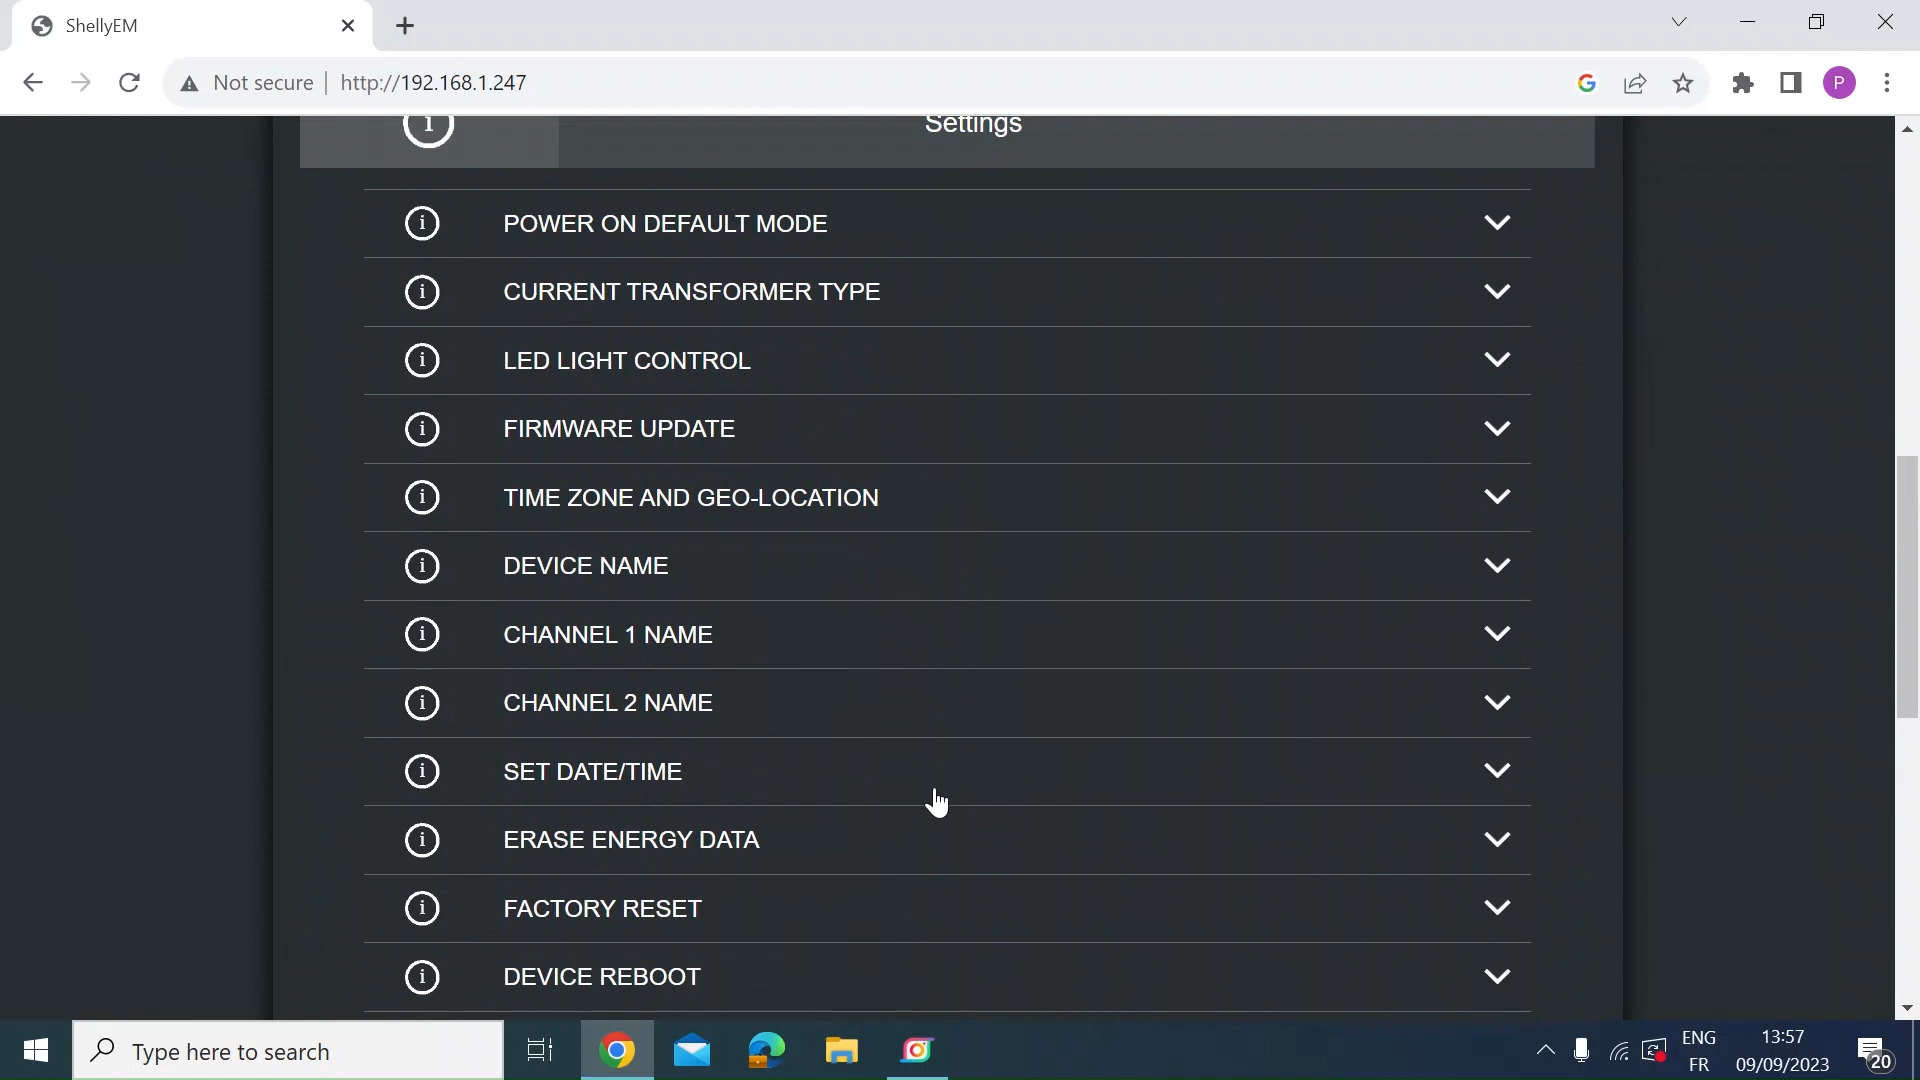 ShellyEM
Not secure | http://192.168.1.247
P
Settings
i
POWER ON DEFAULT MODE
i
CURRENT TRANSFORMER TYPE
i
LED LIGHT CONTROL
i
FIRMWARE UPDATE
i
TIME ZONE AND GEO-LOCATION
i
DEVICE NAME
i
CHANNEL 1 NAME
i
CHANNEL 2 NAME
i
SET DATE/TIME
i
ERASE ENERGY DATA
i
FACTORY RESET
i
DEVICE REBOOT
i
Type here to search
ENG
FR
13:57
09/09/2023
20